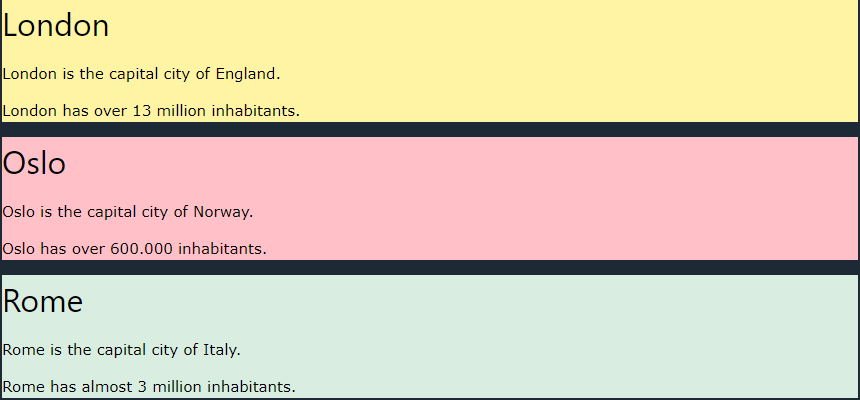 London
London is the capital city of England.
London has over 13 million inhabitants.
Oslo
Oslo is the capital city of Norway.
Oslo has over 600.000 inhabitants.
Rome
Rome is the capital city of Italy.
Rome has almost 3 million inhabitants.